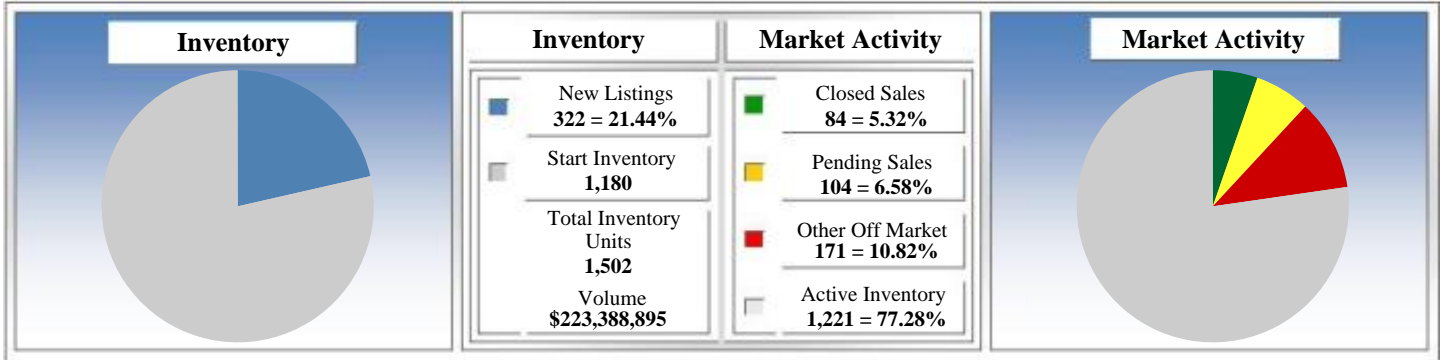 Inventory
Inventory
Market Activity
New Listings
322 = 21.44%
Start Inventory
1,180
Total Inventory
Units
1,502
Volume
$223,388,895
Closed Sales
84 = 5.32%
Pending Sales
104 = 6.58%
Other Off Market
171 = 10.82%
Active Inventory
1,221 = 77.28%
Market Activity